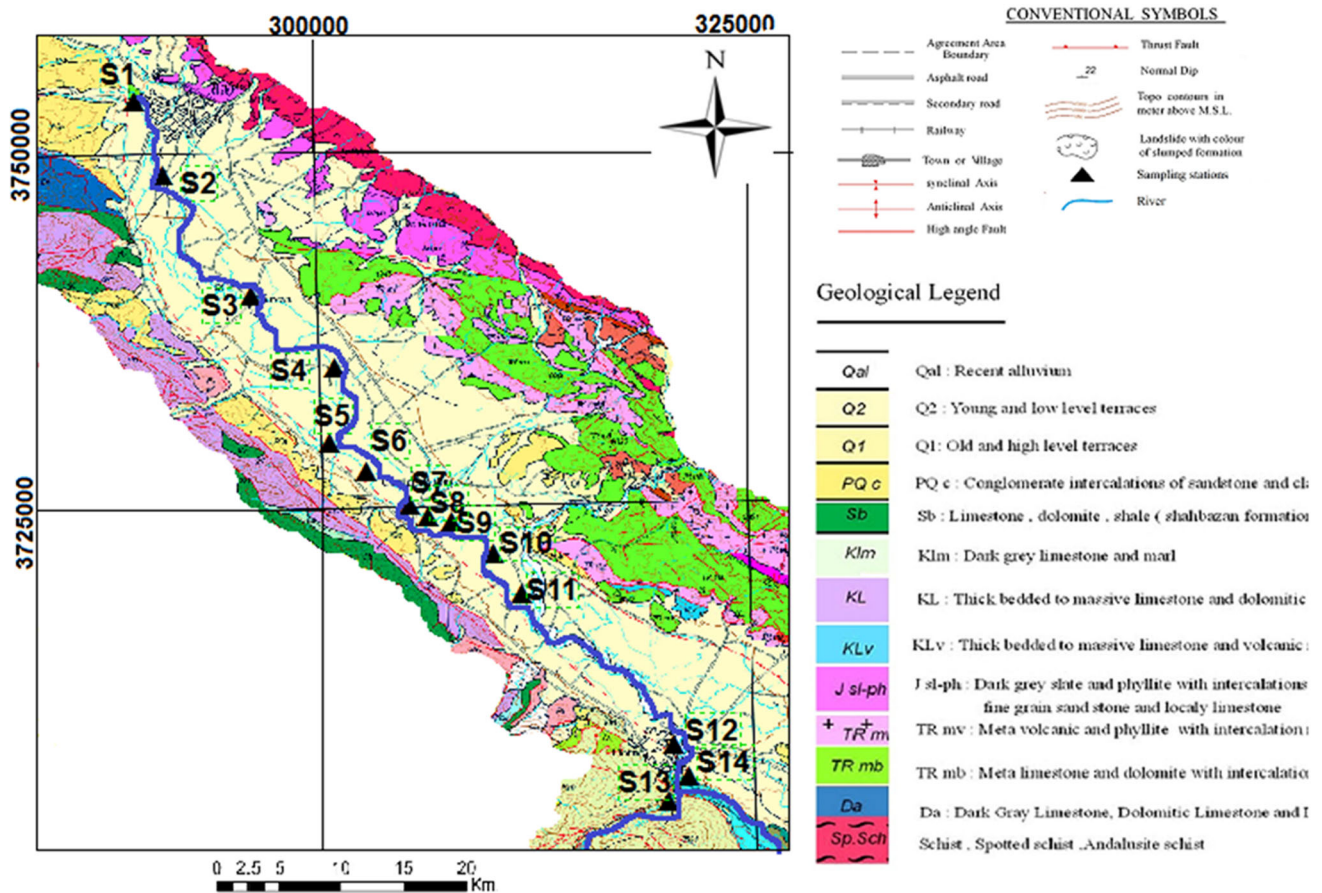 300000
325000
3750000
3725000
N
S1
S2
S3
S4
S5
S6
S7
S8
S9
S10
S11
S12
S14
S13
0 2.5 5 10 15 20
Km
CONVENTIONAL SYMBOLS
Agreement Area
Boundary
Asphalt road
Secondary road
Railway
Town or Village
synclinal Axis
Anticlinal Axis
High angle Fault
Thrust Fault
22
Normal Dip
Topo contours in
meter above M.S.L.
Landslide with colour
of slumped formation
Sampling stations
River
Geological Legend
Qal Qal : Recent alluvium
Q2 Q2 : Young and low level terraces
Q1 Q1: Old and high level terraces
PQ c PQ c : Conglomerate intercalations of sandstone and cl
Sb Sb : Limestone , dolomite , shale ( shahbazan formation
Klm Klm : Dark grey limestone and marl
KL KL : Thick bedded to massive limestone and dolomitic
KLv KLv : Thick bedded to massive limestone and volcanic
J sl-ph J sl-ph : Dark grey slate and phyllite with intercalations
fine grain sand stone and localy limestone
TR m TR mv : Meta volcanic and phyllite with intercalation
TR mb TR mb : Meta limestone and dolomite with intercalatio
Da Da : Dark Gray Limestone, Dolomitic Limestone and
Sp.Sch Schist , Spotted schist ,Andalusite schist